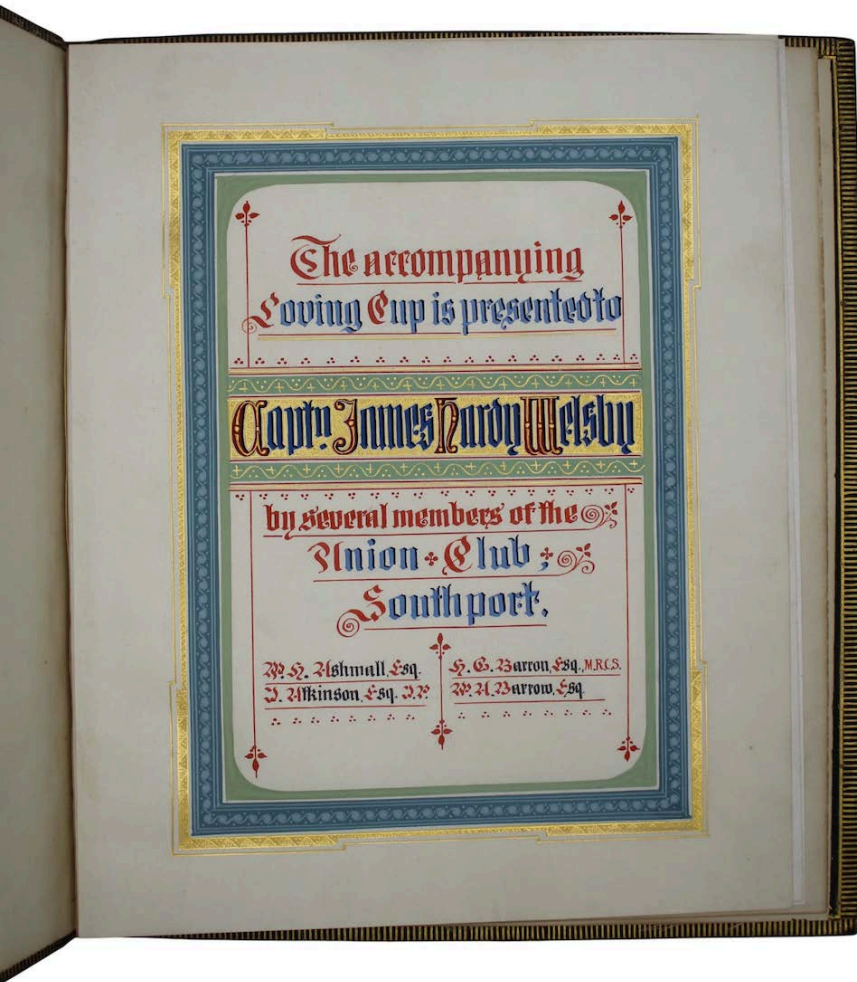 The accompanying
Loving Cup is presented to
Captn. James Hardy Welsby
by several members of the
Union Club,
Southport.
W. H. Ashmall, Esq.
J. Atkinson, Esq. J.P.
H. G. Barron, Esq., M.R.C.S.
W. A. Barrow, Esq.